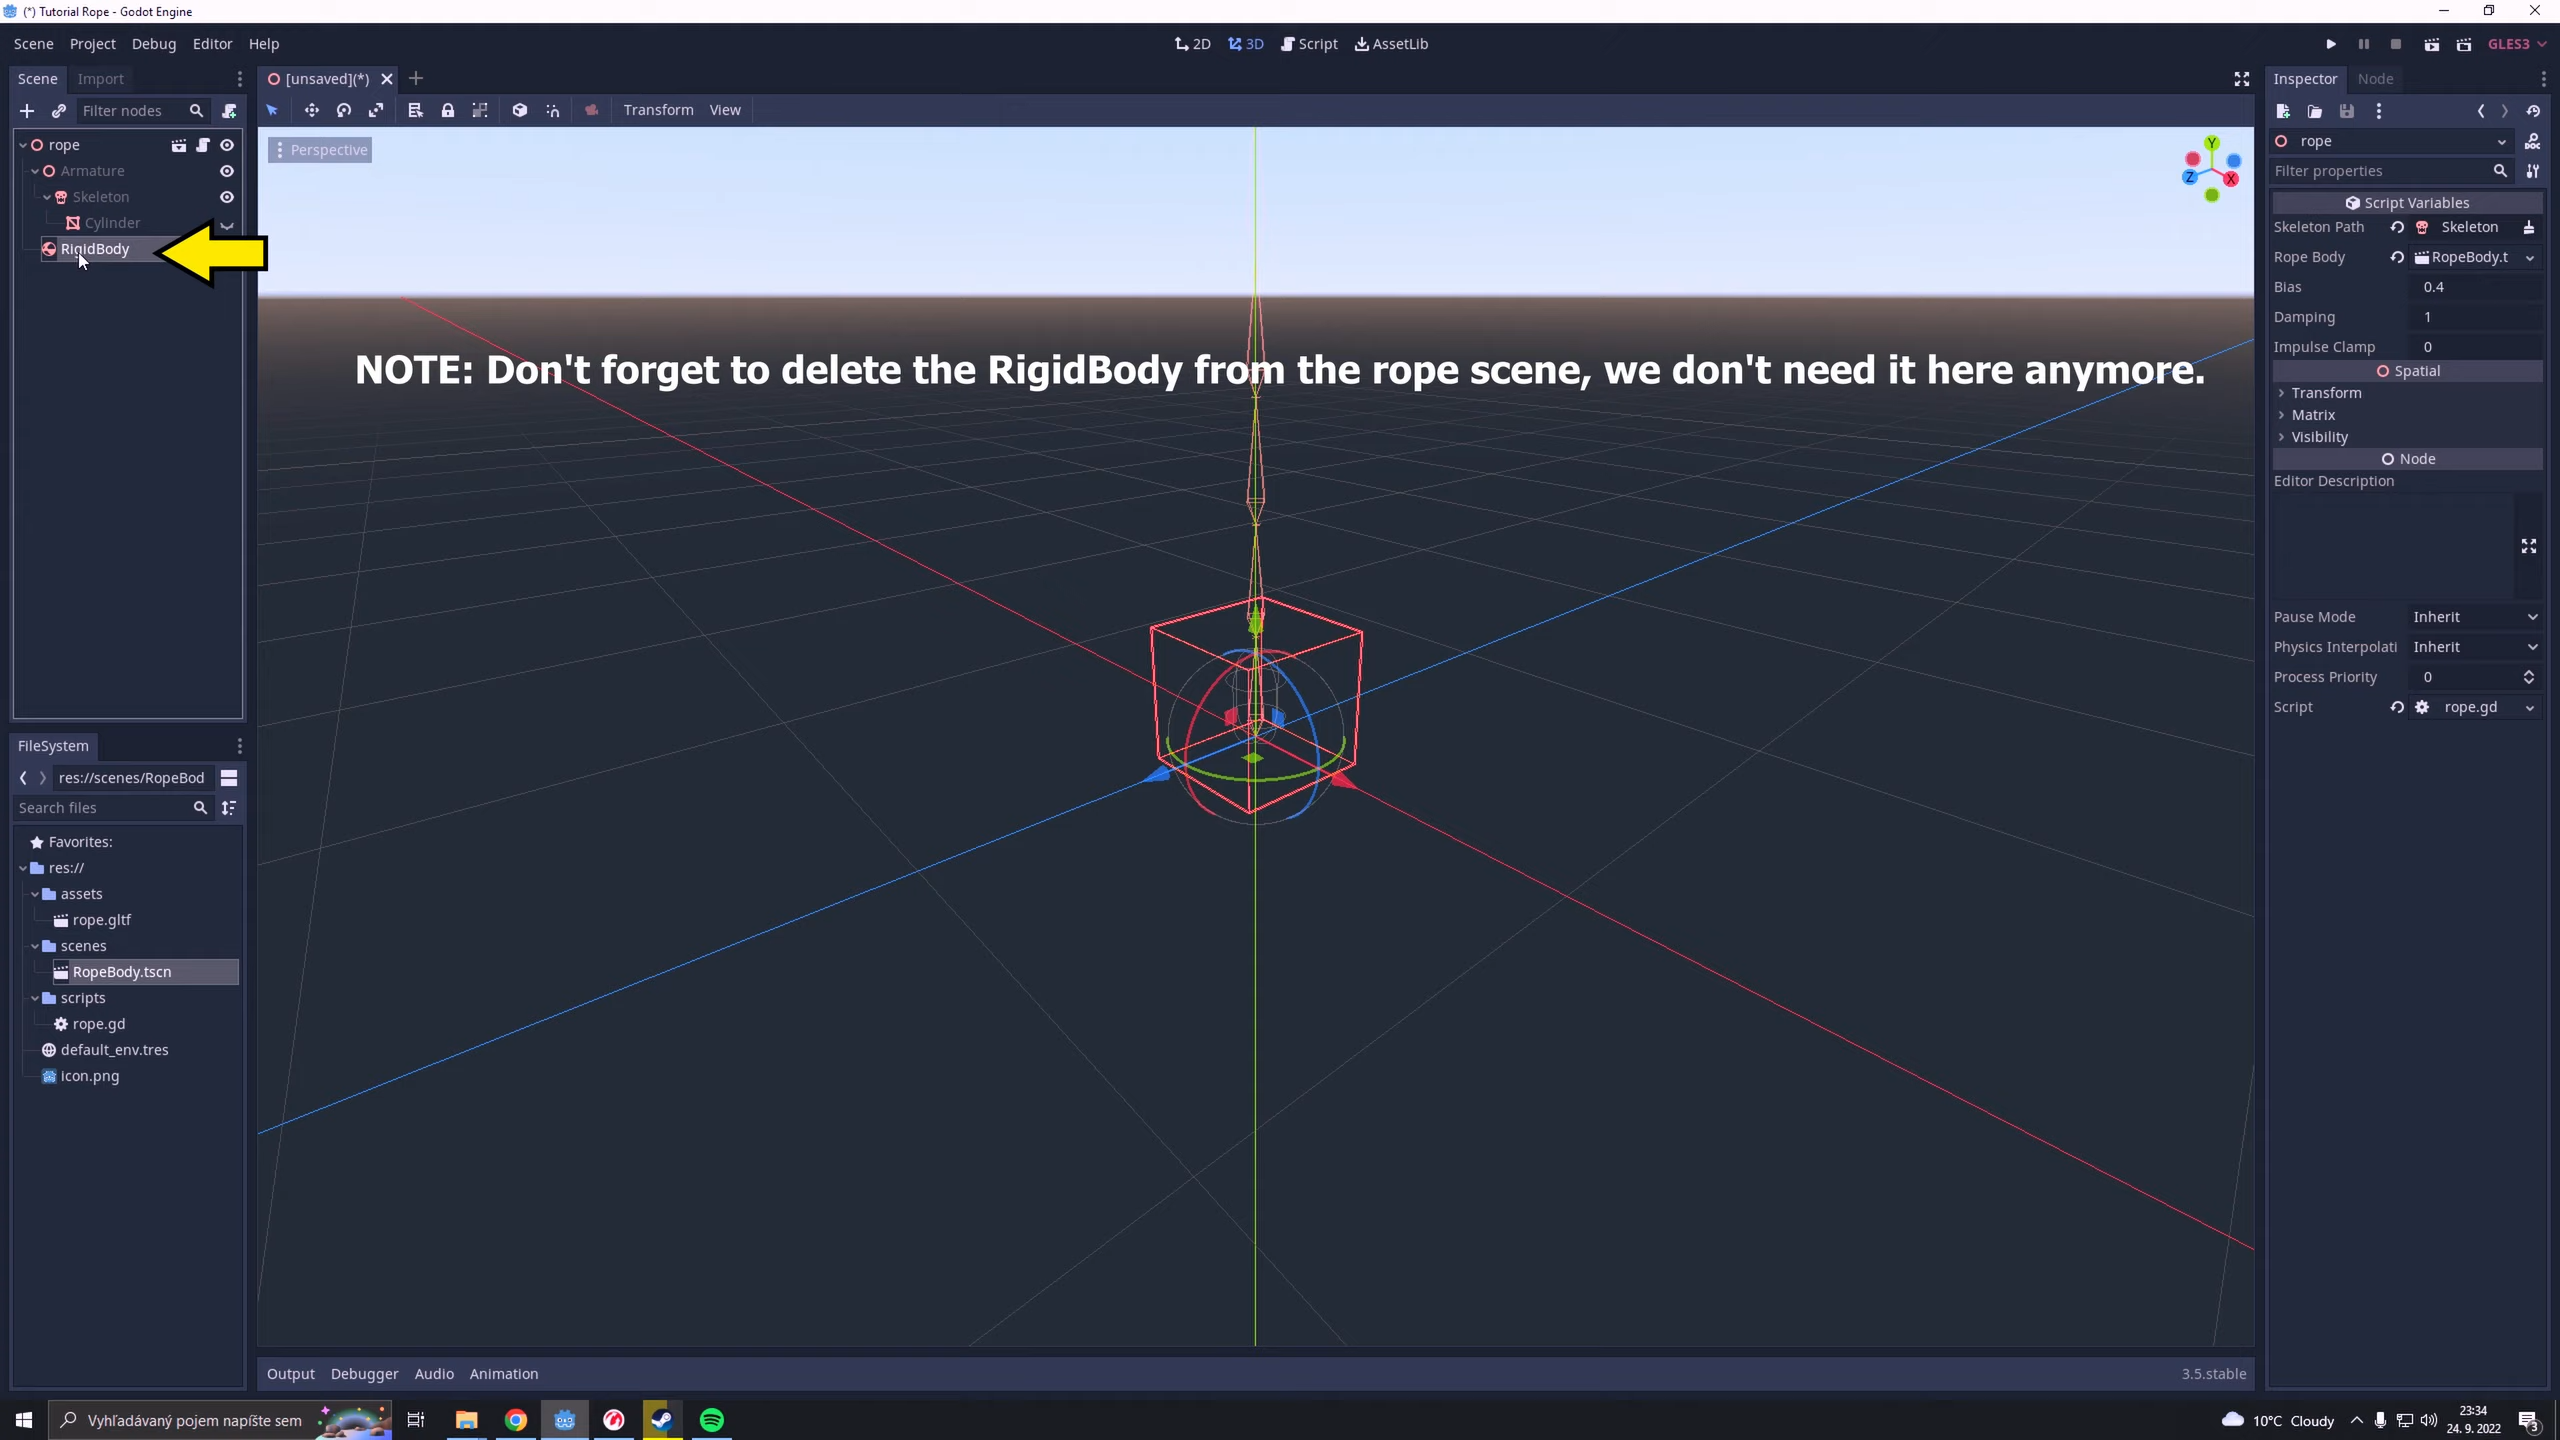 (*) Tutorial Rope - Godot Engine
Scene Project Debug Editor Help
2D 3D Script AssetLib
GLES3
Scene Import
[unsaved](*)
Inspector Node
Filter nodes
Transform View
rope
Armature
Skeleton
Cylinder
RigidBody
Perspective
Y
Z
X
NOTE: Don't forget to delete the RigidBody from the rope scene, we don't need it here anymore.
rope
Filter properties
Script Variables
Skeleton Path Skeleton
Rope Body RopeBody.t
Bias 0.4
Damping 1
Impulse Clamp 0
Spatial
Transform
Matrix
Visibility
Node
Editor Description
Pause Mode Inherit
Physics Interpolati Inherit
Process Priority 0
Script rope.gd
FileSystem
res://scenes/RopeBod
Search files
Favorites:
res://
assets
rope.gltf
scenes
RopeBody.tscn
scripts
rope.gd
default_env.tres
icon.png
Output Debugger Audio Animation
3.5.stable
Vyhľadávaný pojem napíšte sem
10°C Cloudy
23:34
24. 9. 2022
3